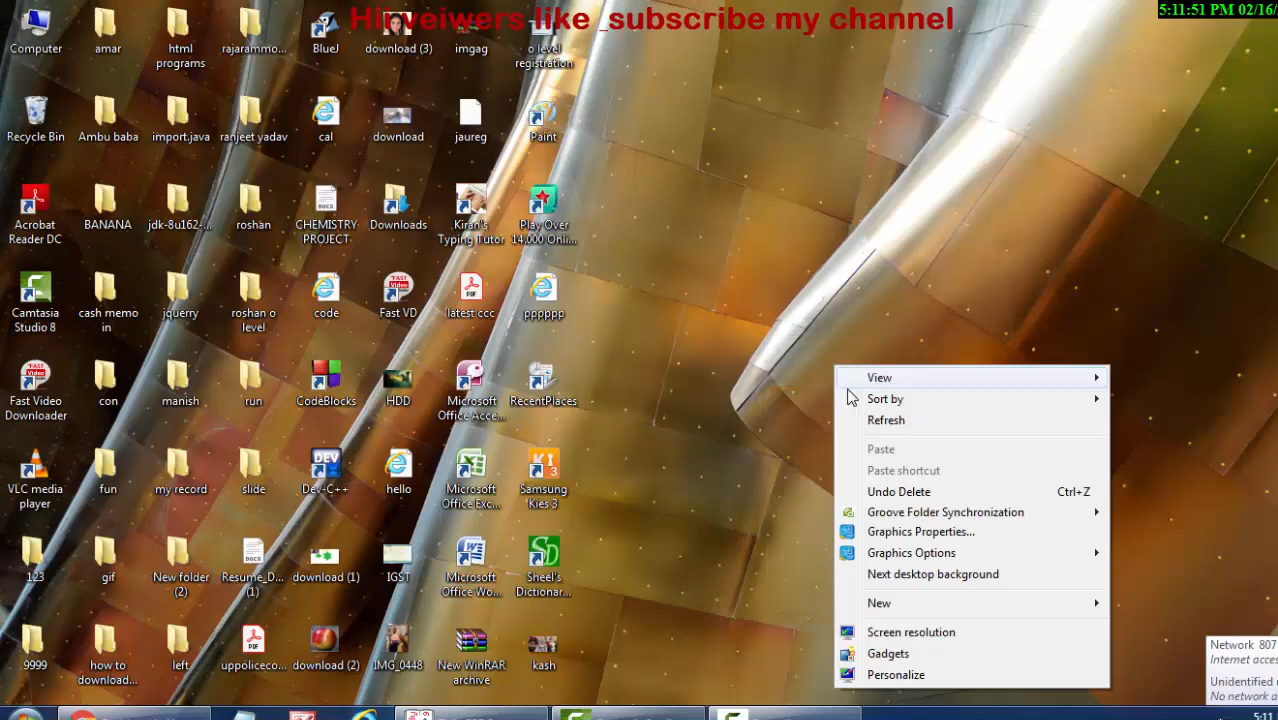 Hii veiwers like _subscribe my channel
5:11:51 PM 02/16/
Computer
amar
html programs
rajarammo...
BlueJ
download (3)
imgag
o level registration
Recycle Bin
Ambu baba
import.java
ranjeet yadav
cal
download
jaureg
Paint
Acrobat Reader DC
BANANA
jdk-8u162-...
roshan
CHEMISTRY PROJECT
Downloads
Kiran's Typing Tutor
Play Over 14,000 Onli...
Camtasia Studio 8
cash memo in
jquerry
roshan o level
code
Fast VD
latest ccc
pppppp
Fast Video Downloader
con
manish
run
CodeBlocks
HDD
Microsoft Office Acce...
RecentPlaces
VLC media player
fun
my record
slide
Dev-C++
hello
Microsoft Office Exc...
Samsung Kies 3
123
gif
New folder (2)
Resume_D... (1)
download (1)
IGST
Microsoft Office Wo...
Sheel's Dictionar...
9999
how to download...
left
uppoliceco...
download (2)
IMG_0448
New WinRAR archive
kash
View
Sort by
Refresh
Paste
Paste shortcut
Undo Delete Ctrl+Z
Groove Folder Synchronization
Graphics Properties...
Graphics Options
Next desktop background
New
Screen resolution
Gadgets
Personalize
Network 807
Internet acces
Unidentified
No network a
5:11